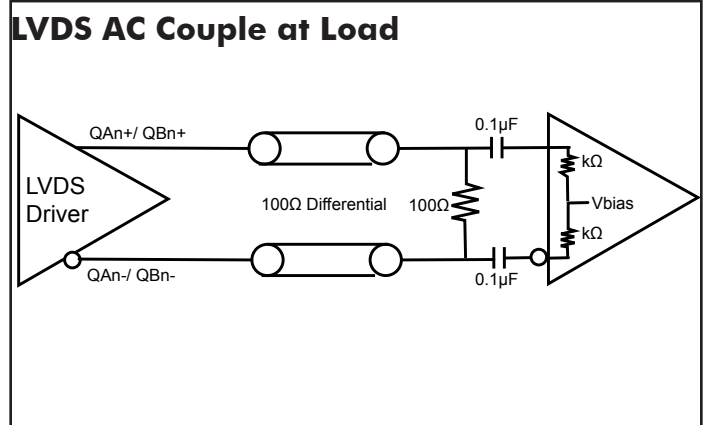 LVDS AC Couple at Load
QAn+/ QBn+
0.1µF
kΩ
LVDS
Driver
100Ω Differential
100Ω
Vbias
kΩ
QAn-/ QBn-
0.1µF